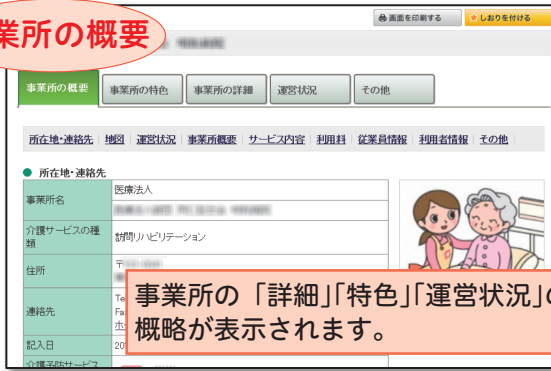 業所の概要
画面を印刷する
しおりを付ける
事業所の概要
事業所の特色
事業所の詳細
運営状況
その他
所在地・連絡先 地図 運営状況 事業所概要 サービス内容 利用料 従業員情報 利用者情報 その他
所在地・連絡先
事業所名
医療法人
介護サービスの種
類
訪問リハビリテーション
住所
〒
連絡先
Te
Fa
ホ
事業所の「詳細」「特色」「運営状況」の
概略が表示されます。
記入日
20
介護予防サービス